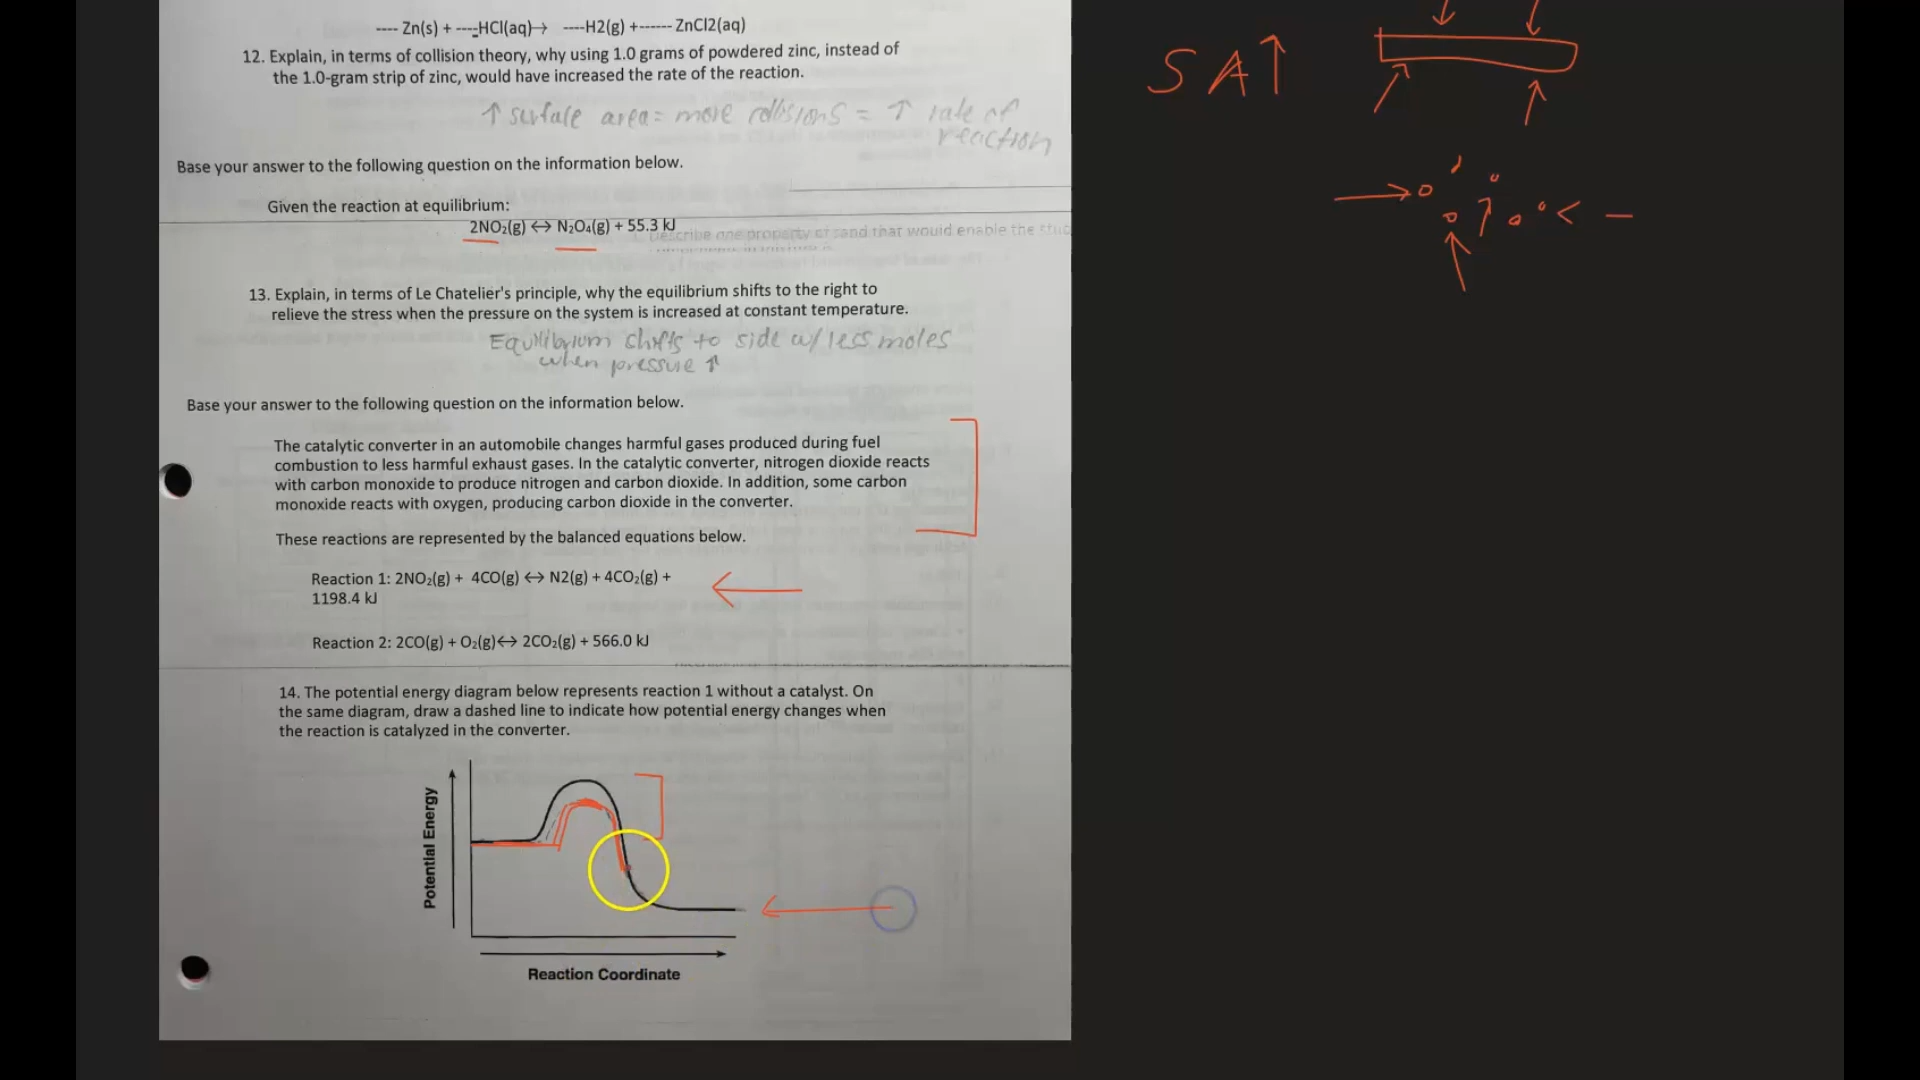 ---- Zn(s) + ----HCl(aq)→ ----H2(g) +------ ZnCl2(aq)
12. Explain, in terms of collision theory, why using 1.0 grams of powdered zinc, instead of
the 1.0-gram strip of zinc, would have increased the rate of the reaction.
↑ surface area = more collisions = ↑ rate of
reaction
SA↑
Base your answer to the following question on the information below.
Given the reaction at equilibrium:
2NO₂(g) ↔ N₂O₄(g) + 55.3 kJ
Describe one property of sand that would enable the
13. Explain, in terms of Le Chatelier's principle, why the equilibrium shifts to the right to
relieve the stress when the pressure on the system is increased at constant temperature.
Equilibrium shifts to side w/ less moles
when pressure ↑
Base your answer to the following question on the information below.
The catalytic converter in an automobile changes harmful gases produced during fuel
combustion to less harmful exhaust gases. In the catalytic converter, nitrogen dioxide reacts
with carbon monoxide to produce nitrogen and carbon dioxide. In addition, some carbon
monoxide reacts with oxygen, producing carbon dioxide in the converter.
These reactions are represented by the balanced equations below.
Reaction 1: 2NO₂(g) + 4CO(g) ↔ N2(g) + 4CO₂(g) +
1198.4 kJ
Reaction 2: 2CO(g) + O₂(g)↔ 2CO₂(g) + 566.0 kJ
14. The potential energy diagram below represents reaction 1 without a catalyst. On
the same diagram, draw a dashed line to indicate how potential energy changes when
the reaction is catalyzed in the converter.
Potential Energy
Reaction Coordinate